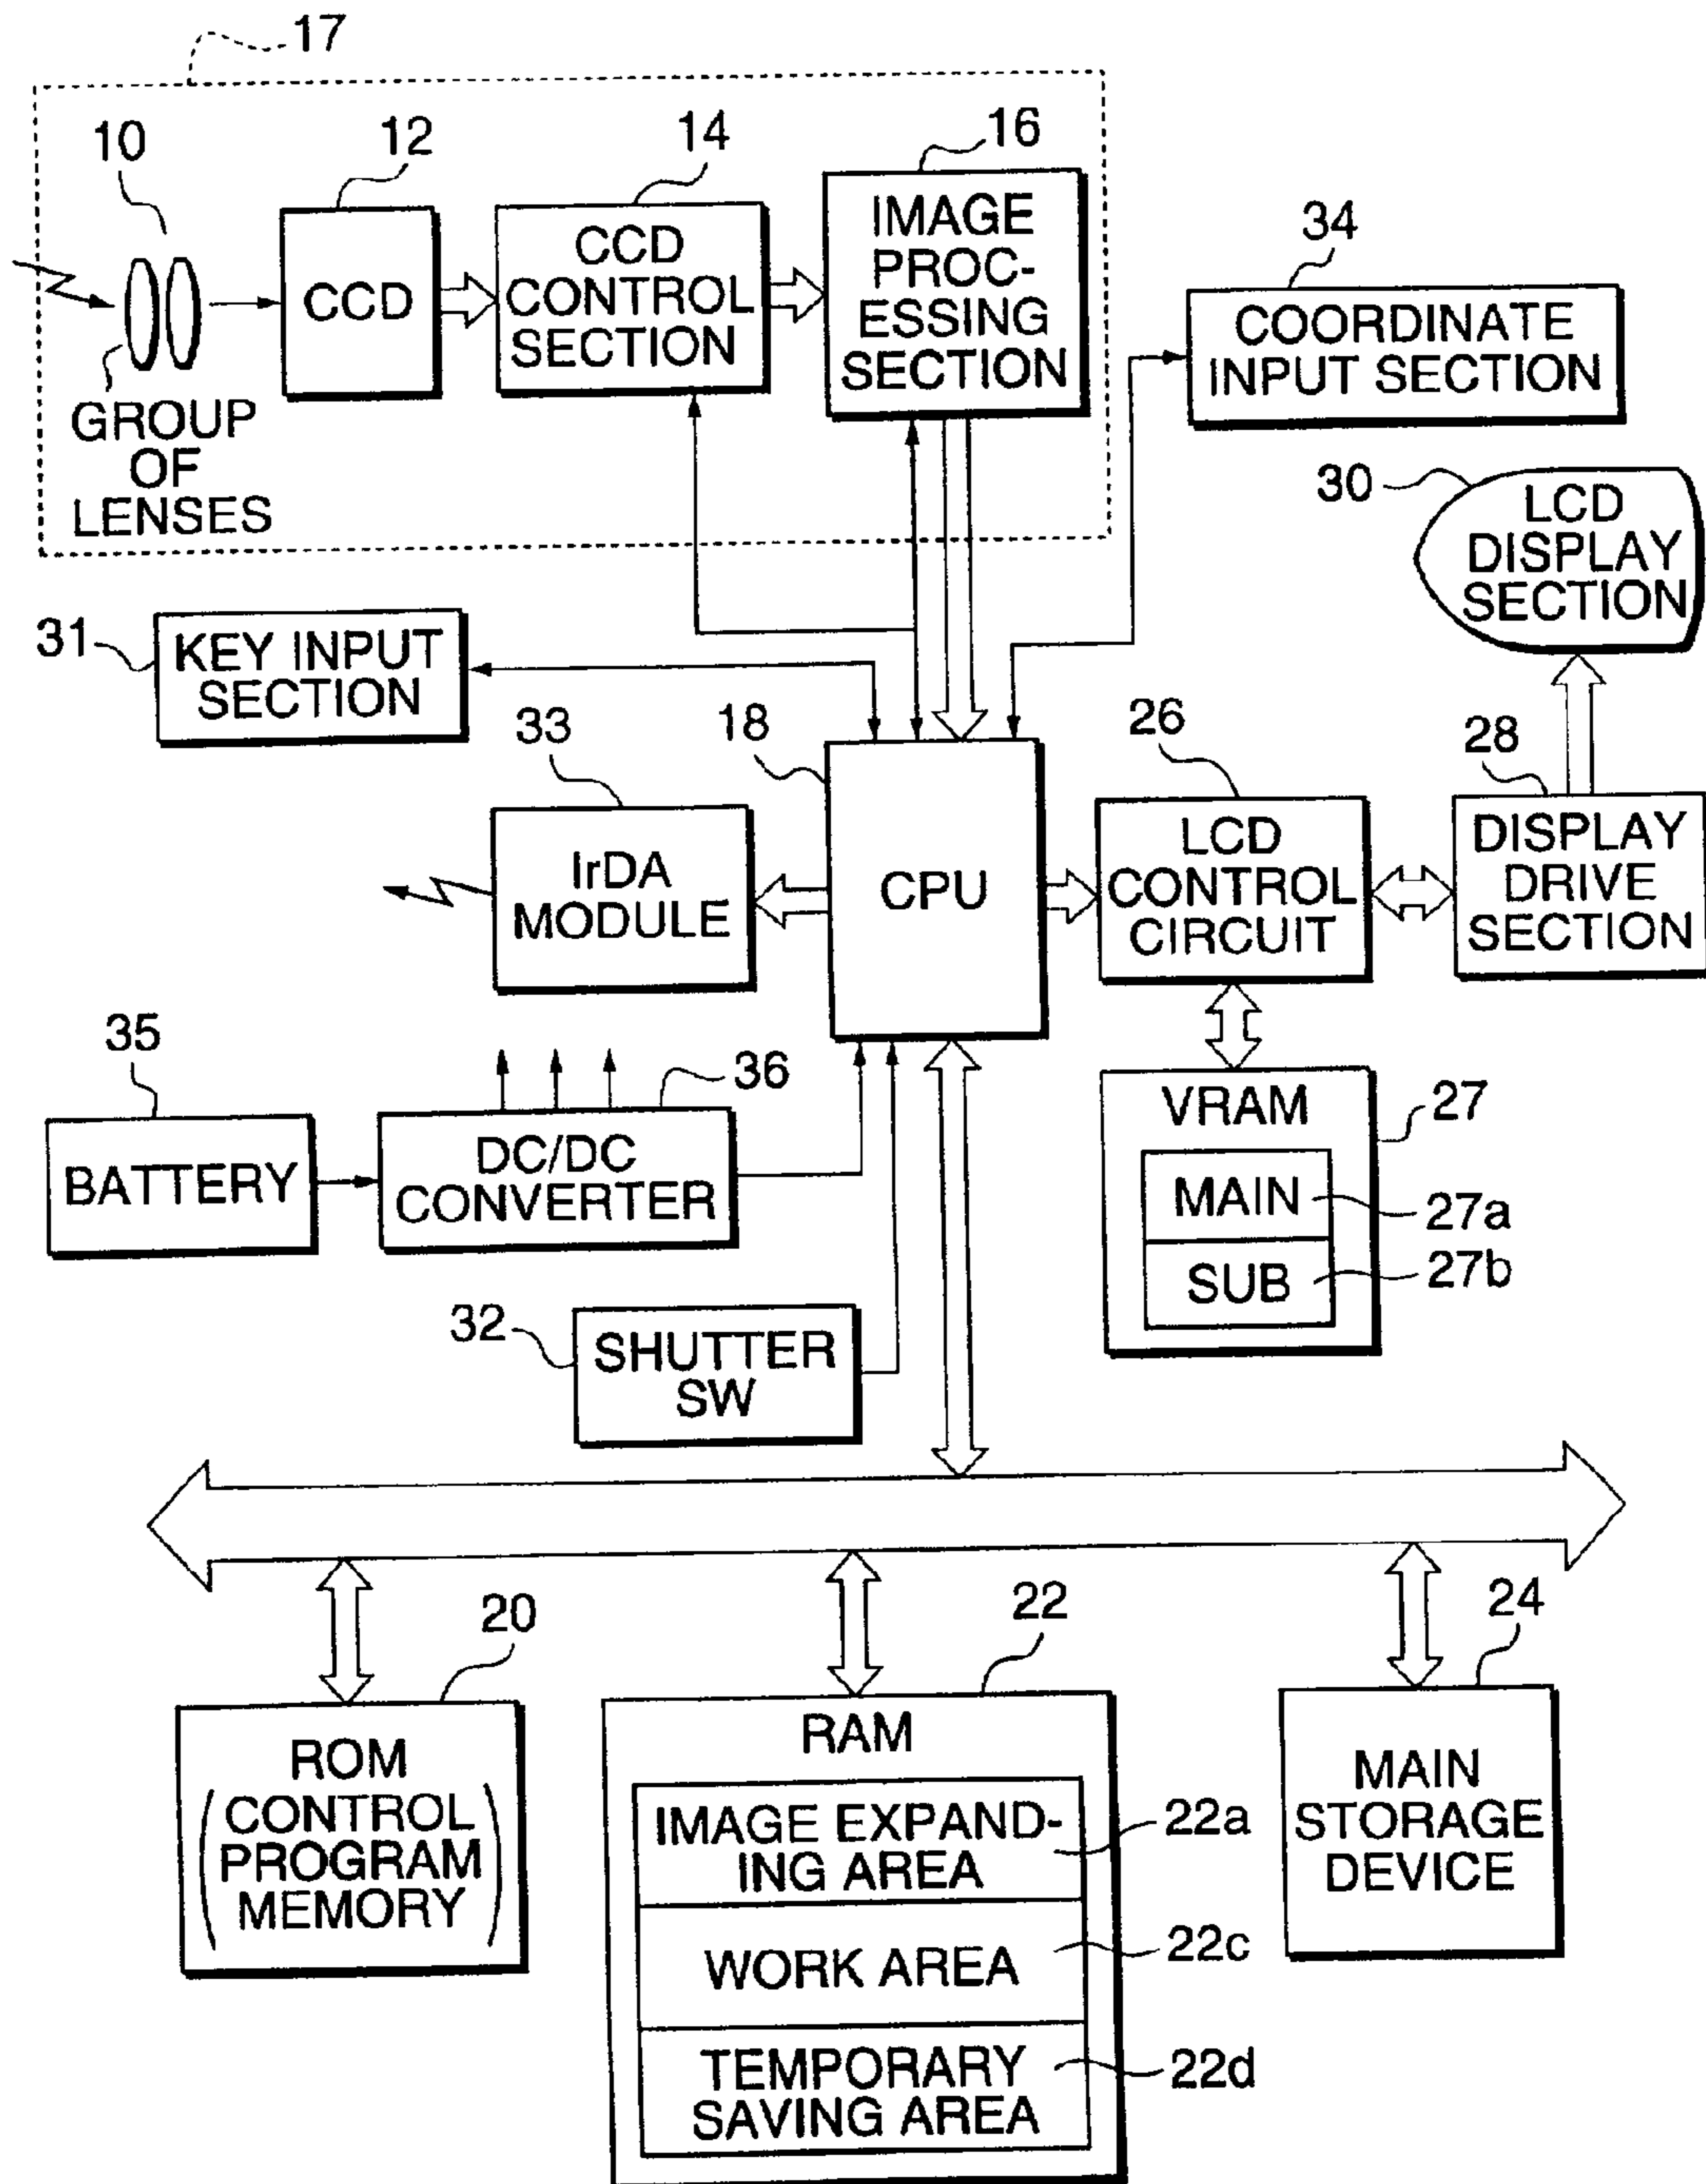 17
10
12
14
16
GROUP
OF
LENSES
CCD
CCD
CONTROL
SECTION
IMAGE
PROC-
ESSING
SECTION
34
COORDINATE
INPUT SECTION
30
LCD
DISPLAY
SECTION
31
KEY INPUT
SECTION
33
IrDA
MODULE
18
CPU
26
LCD
CONTROL
CIRCUIT
28
DISPLAY
DRIVE
SECTION
35
BATTERY
36
DC/DC
CONVERTER
VRAM
27
MAIN
27a
SUB
27b
32
SHUTTER
SW
20
ROM
(CONTROL
PROGRAM
MEMORY)
22
RAM
IMAGE EXPAND-
ING AREA
22a
WORK AREA
22c
TEMPORARY
SAVING AREA
22d
24
MAIN
STORAGE
DEVICE